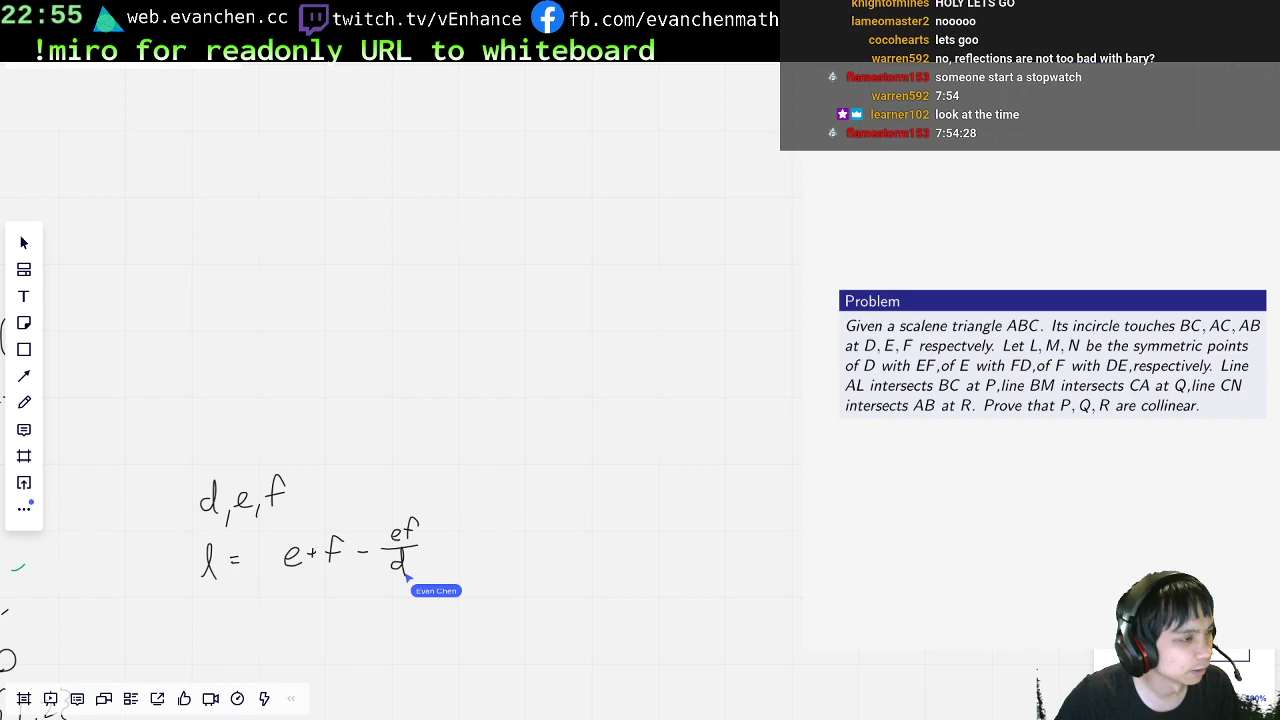 22:55 web.evanchen.cc twitch.tv/vEnhance fb.com/evanchenmath
!miro for readonly URL to whiteboard
knightofmines HOLY LETS GO
lameomaster2 nooooo
cocohearts lets goo
warren592 no, reflections are not too bad with bary?
flamestorm153 someone start a stopwatch
warren592 7:54
learner102 look at the time
flamestorm153 7:54:28
Problem
Given a scalene triangle ABC. Its incircle touches BC, AC, AB
at D, E, F respectvely. Let L, M, N be the symmetric points
of D with EF,of E with FD,of F with DE,respectively. Line
AL intersects BC at P,line BM intersects CA at Q,line CN
intersects AB at R. Prove that P, Q, R are collinear.
d, e, f
l = e + f - ef/d
Evan Chen